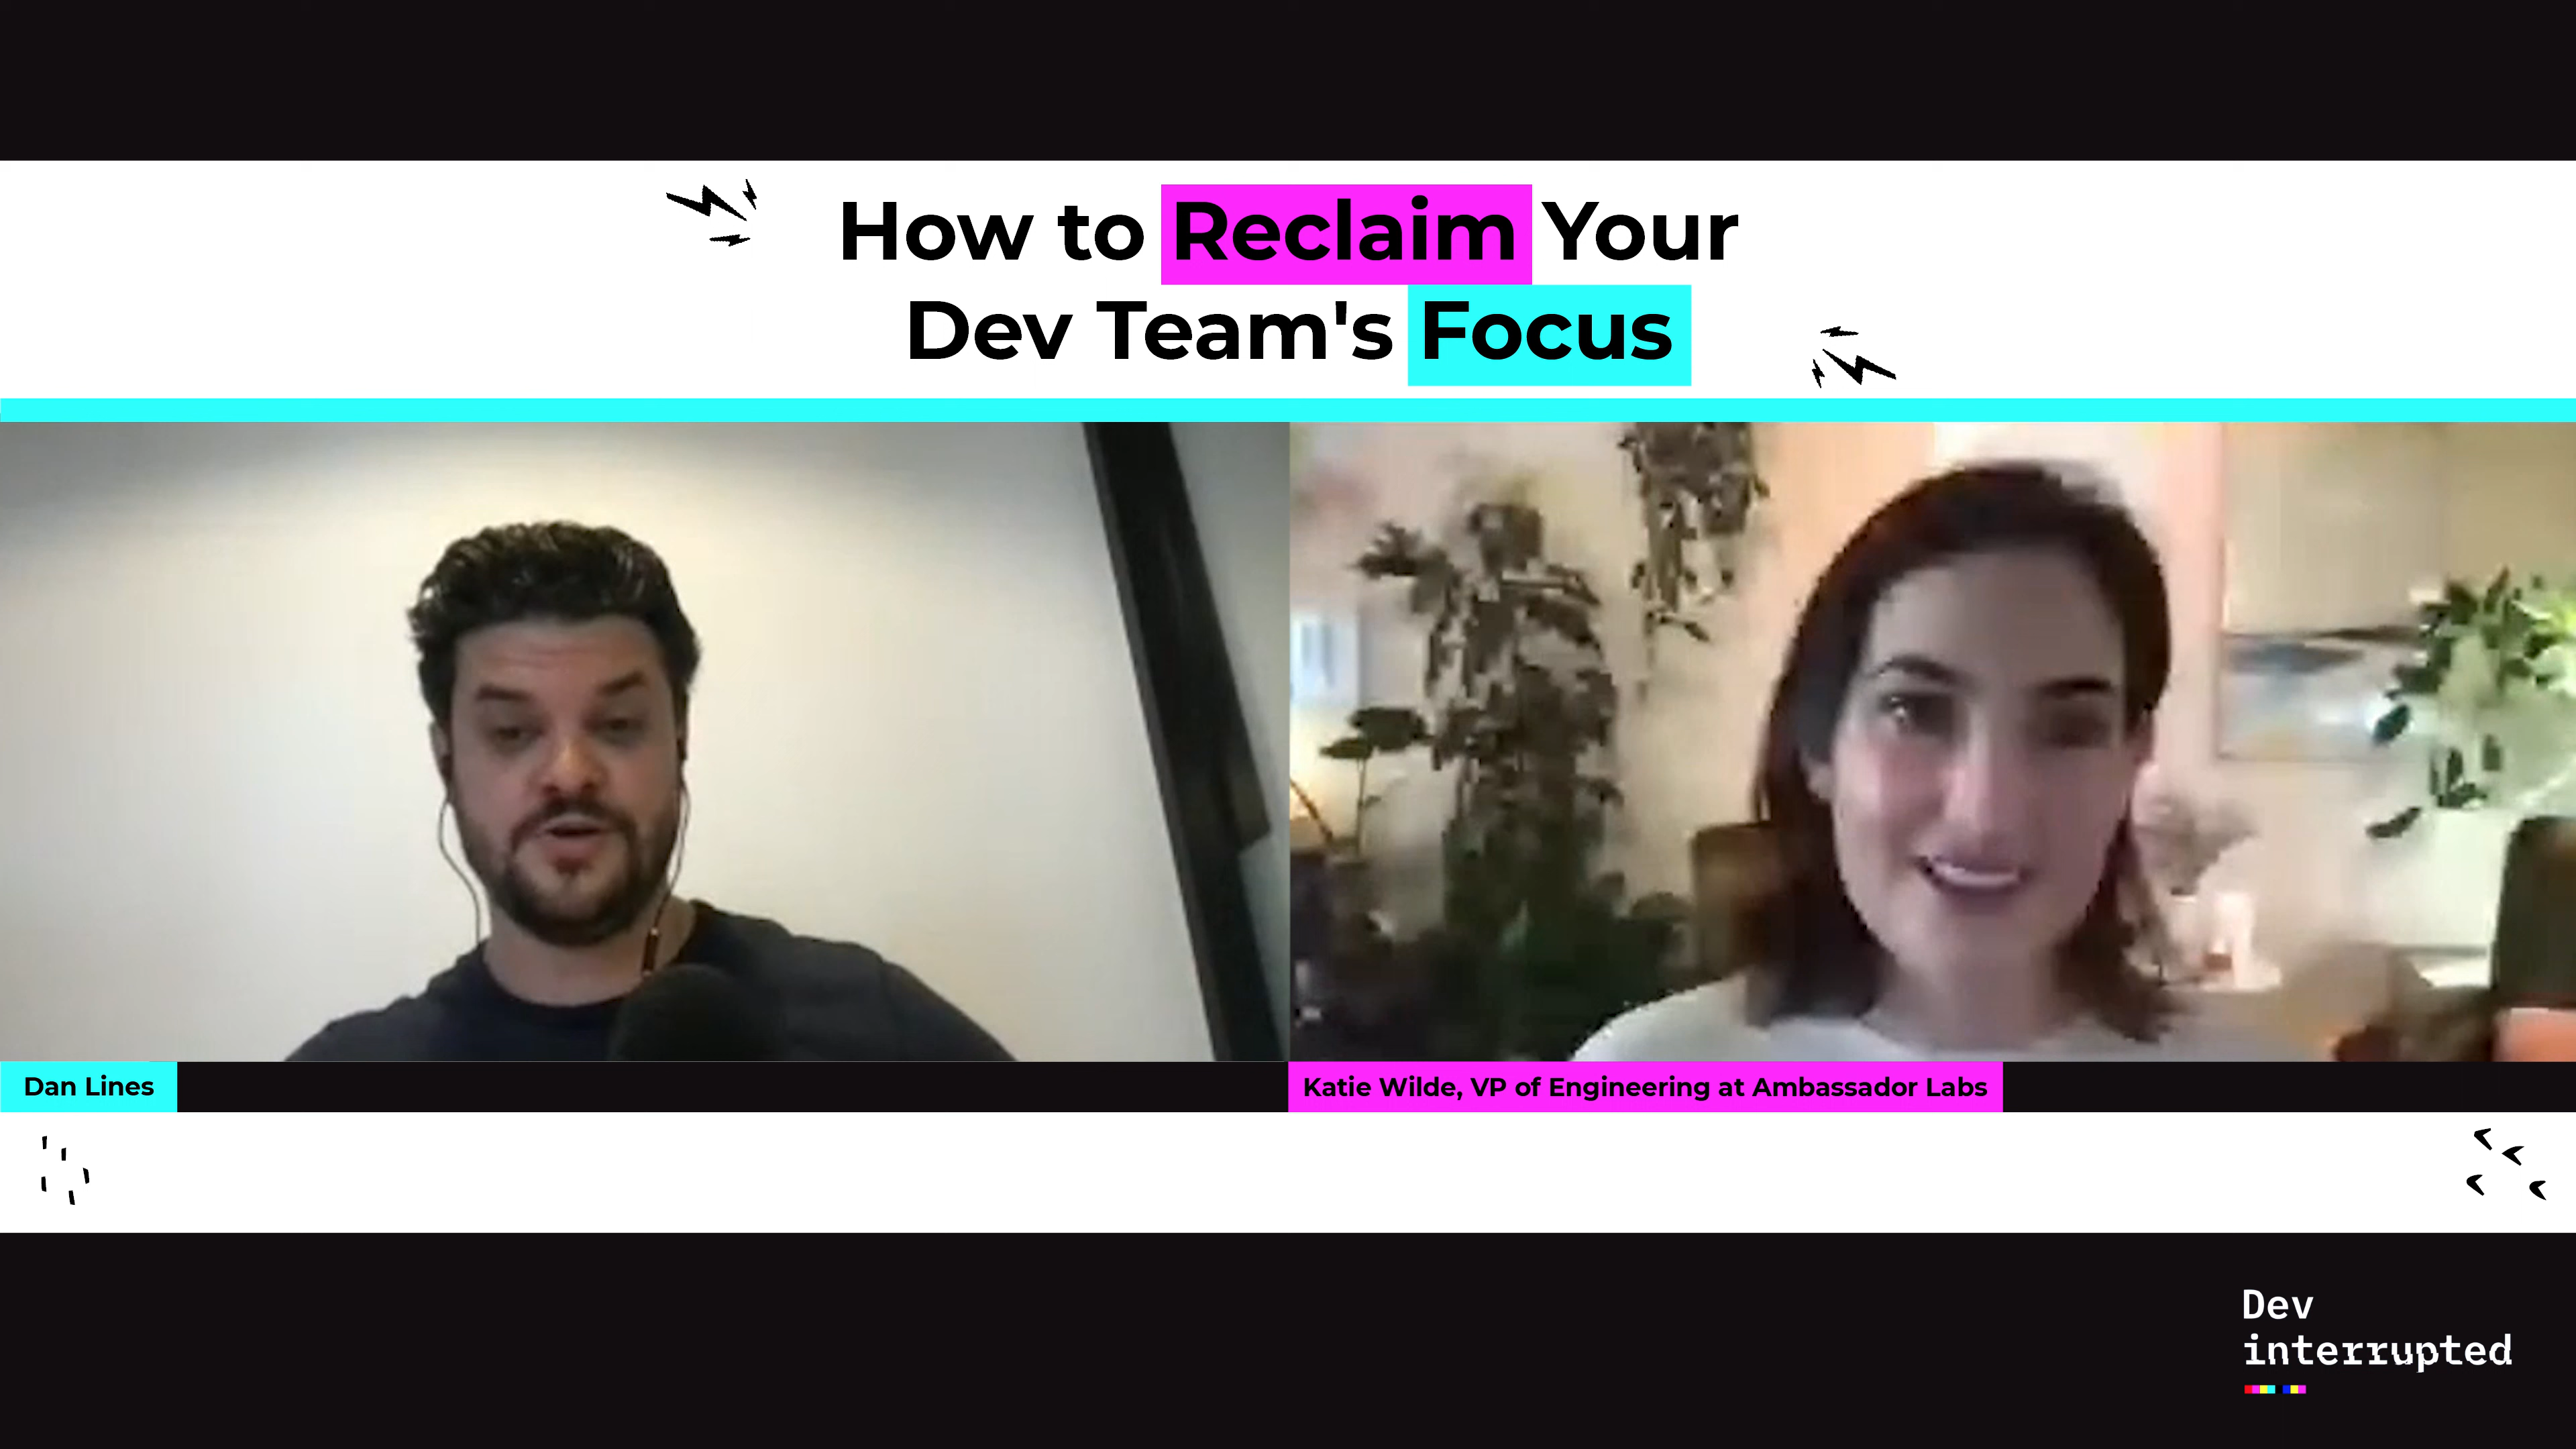 How to Reclaim Your
Dev Team's Focus
Dan Lines
Katie Wilde, VP of Engineering at Ambassador Labs
Dev
interrupted